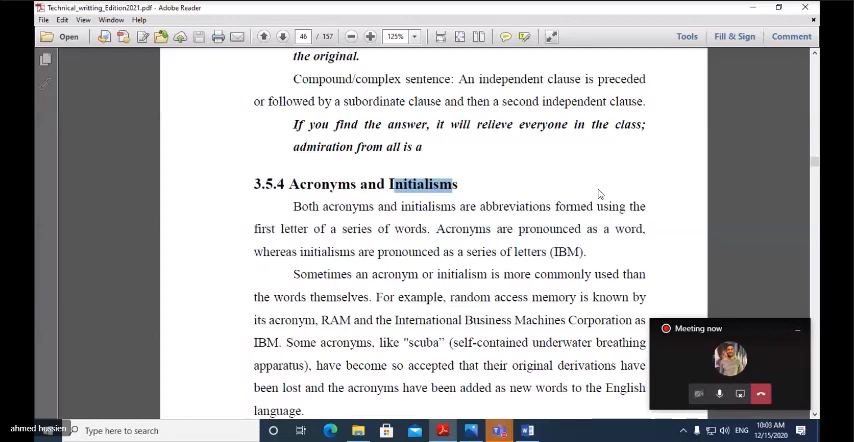 Technical_writting_Edition2021.pdf - Adobe Reader
File Edit View Window Help
Open
46 / 157
125%
Tools Fill & Sign Comment
the original.
Compound/complex sentence: An independent clause is preceded
or followed by a subordinate clause and then a second independent clause.
If you find the answer, it will relieve everyone in the class;
admiration from all is a
3.5.4 Acronyms and Initialisms
Both acronyms and initialisms are abbreviations formed using the
first letter of a series of words. Acronyms are pronounced as a word,
whereas initialisms are pronounced as a series of letters (IBM).
Sometimes an acronym or initialism is more commonly used than
the words themselves. For example, random access memory is known by
its acronym, RAM and the International Business Machines Corporation as
IBM. Some acronyms, like "scuba" (self-contained underwater breathing
apparatus), have become so accepted that their original derivations have
been lost and the acronyms have been added as new words to the English
language.
Meeting now
ahmed hussien
Type here to search
10:03 AM
12/15/2020